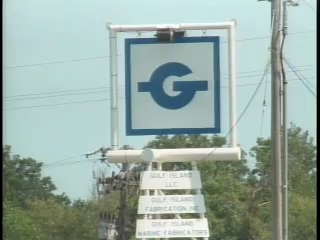 G
GULF ISLAND
LLC
GULF ISLAND
FABRICATION INC
GULF ISLAND
MARINE FABRICATORS